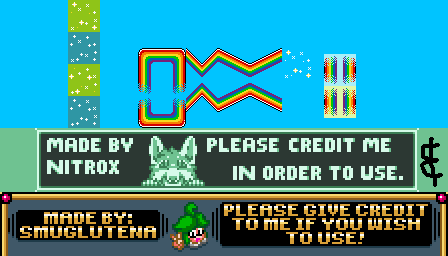 MADE BY
NITROX
PLEASE CREDIT ME
IN ORDER TO USE.
MADE BY:
SMUGLUTENA
PLEASE GIVE CREDIT
TO ME IF YOU WISH
TO USE!